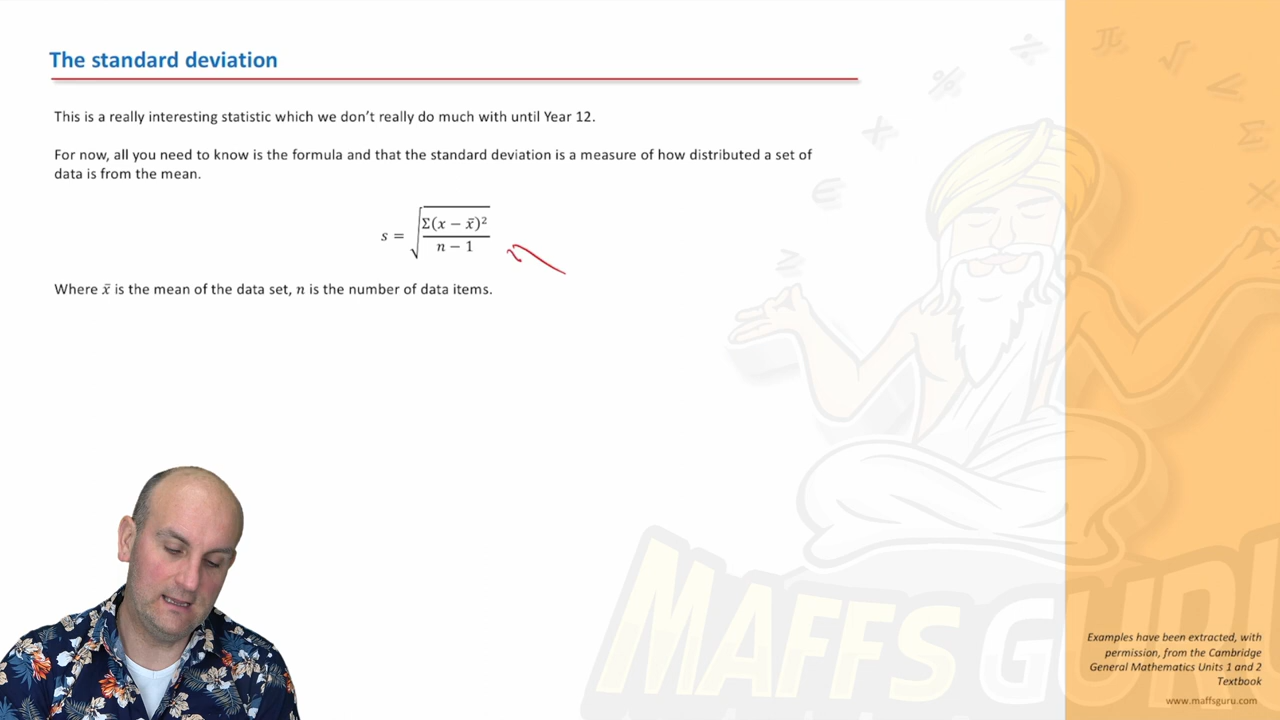 The standard deviation
This is a really interesting statistic which we don't really do much with until Year 12.
For now, all you need to know is the formula and that the standard deviation is a measure of how distributed a set of
data is from the mean.
s = √(Σ(x − x̄)² / (n − 1))
Where x̄ is the mean of the data set, n is the number of data items.
MAFFS GURU
Examples have been extracted, with
permission, from the Cambridge
General Mathematics Units 1 and 2
Textbook
www.maffsguru.com